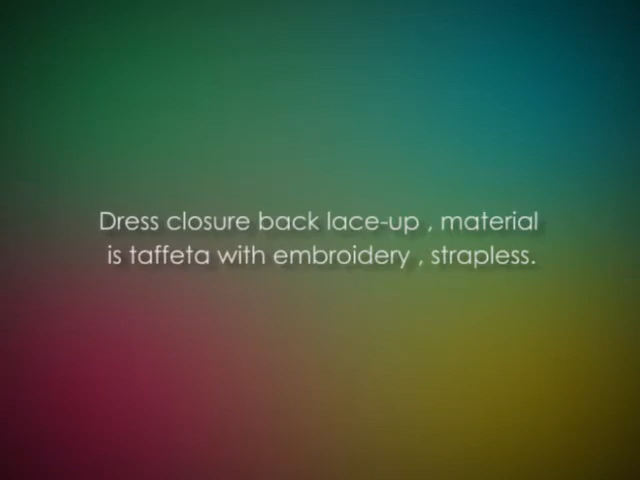 Dress closure back lace-up , material
is taffeta with embroidery , strapless.